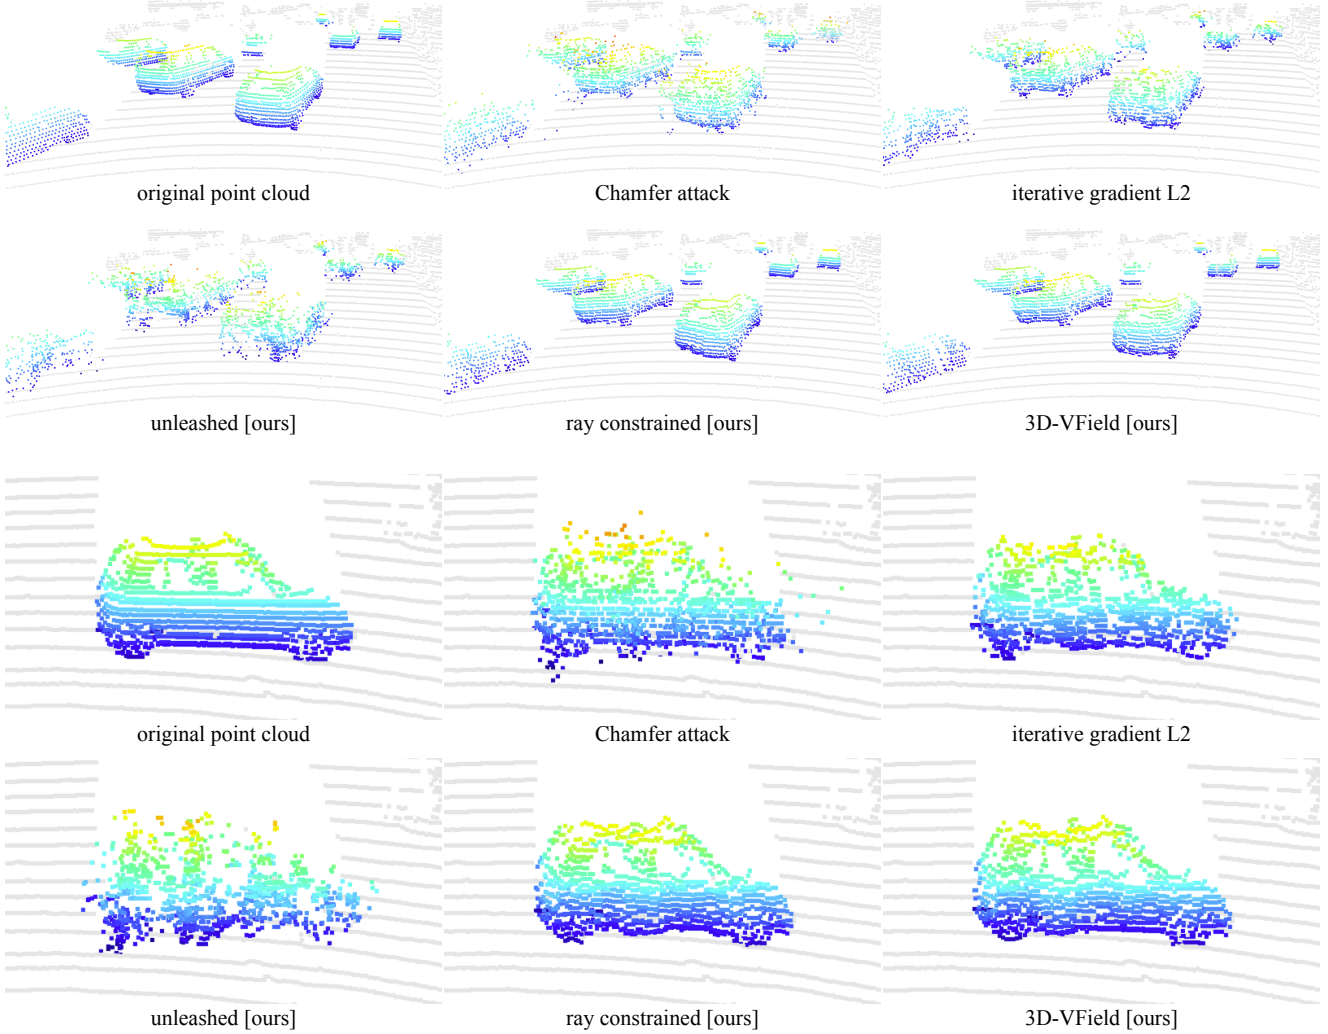 original point cloud
Chamfer attack
iterative gradient L2
unleashed [ours]
ray constrained [ours]
3D-VField [ours]
original point cloud
Chamfer attack
iterative gradient L2
unleashed [ours]
ray constrained [ours]
3D-VField [ours]